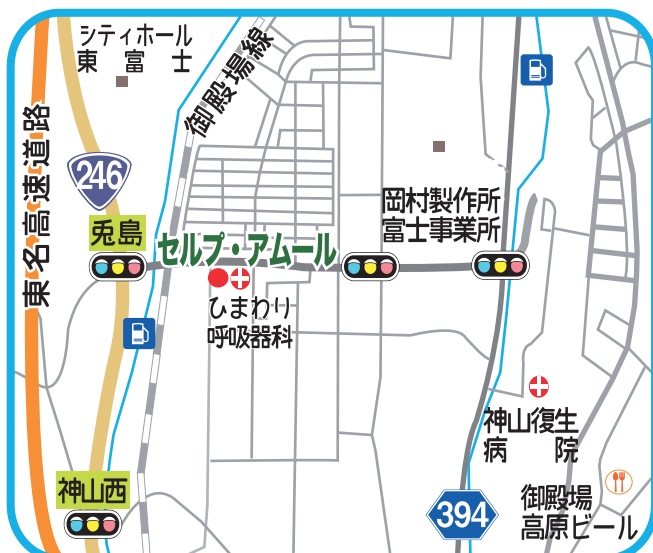 シティホール
東富士
御殿場線
東名高速道路
246
兎島
セルプ・アムール
岡村製作所
富士事業所
ひまわり
呼吸器科
神山復生
病院
神山西
394
御殿場
高原ビール